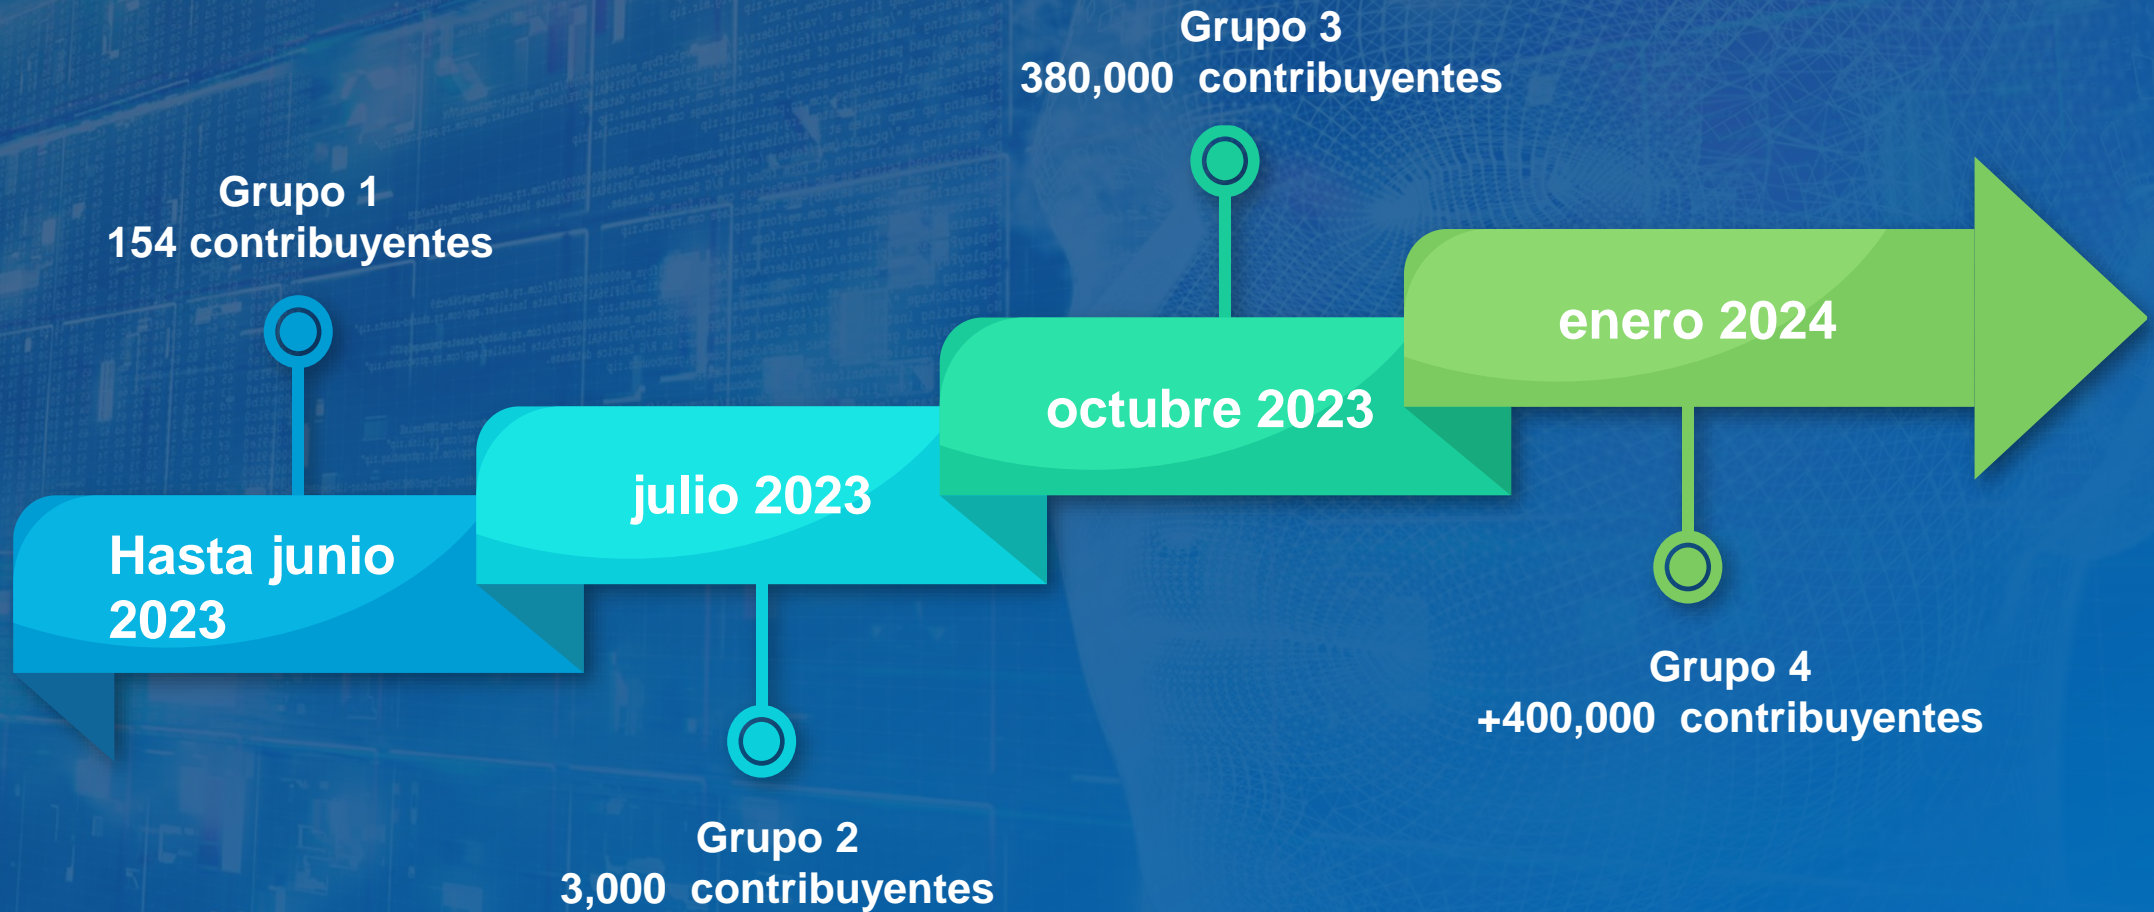 Grupo 1
154 contribuyentes
Hasta junio
2023
julio 2023
Grupo 2
3,000 contribuyentes
Grupo 3
380,000 contribuyentes
octubre 2023
enero 2024
Grupo 4
+400,000 contribuyentes